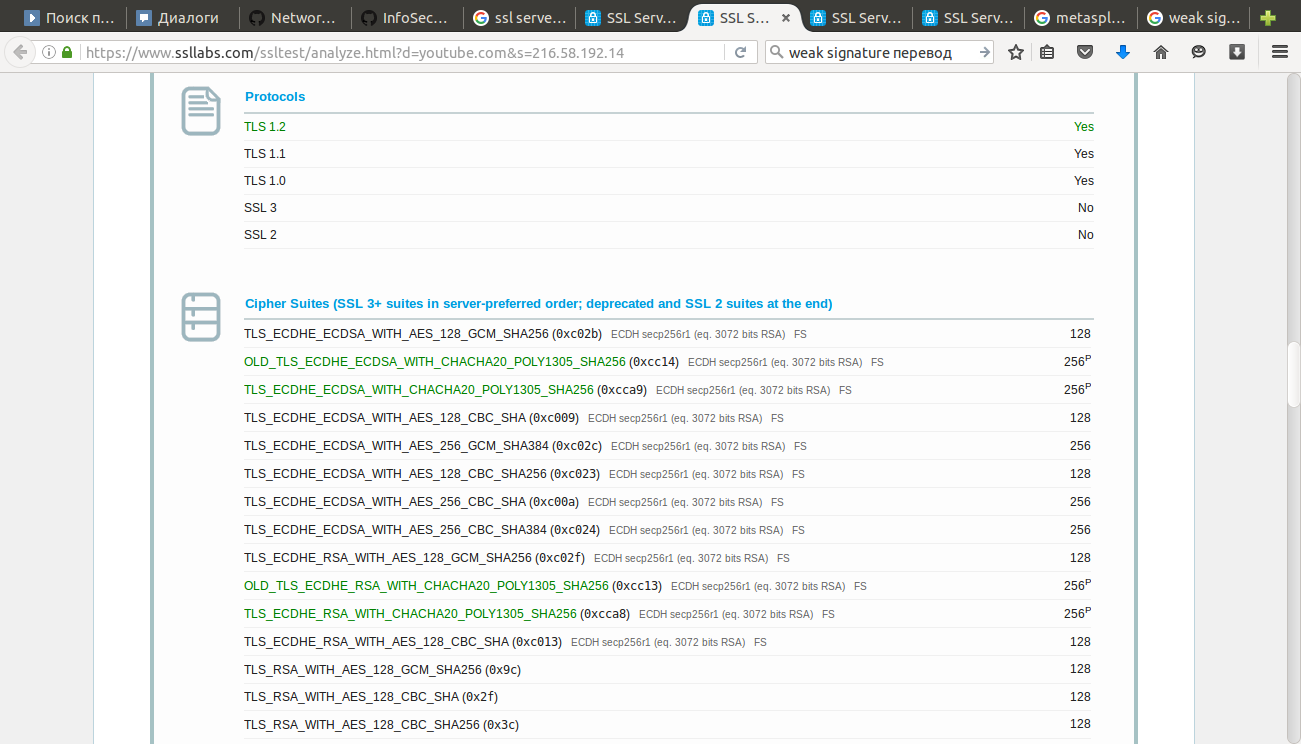 Поиск п… Диалоги Networ… InfoSec… ssl serve… SSL Serv… SSL S… SSL Serv… SSL Serv… metaspl… weak sig…
https://www.ssllabs.com/ssltest/analyze.html?d=youtube.com&s=216.58.192.14 weak signature перевод
Protocols
TLS 1.2 Yes
TLS 1.1 Yes
TLS 1.0 Yes
SSL 3 No
SSL 2 No
Cipher Suites (SSL 3+ suites in server-preferred order; deprecated and SSL 2 suites at the end)
TLS_ECDHE_ECDSA_WITH_AES_128_GCM_SHA256 (0xc02b) ECDH secp256r1 (eq. 3072 bits RSA) FS 128
OLD_TLS_ECDHE_ECDSA_WITH_CHACHA20_POLY1305_SHA256 (0xcc14) ECDH secp256r1 (eq. 3072 bits RSA) FS 256P
TLS_ECDHE_ECDSA_WITH_CHACHA20_POLY1305_SHA256 (0xcca9) ECDH secp256r1 (eq. 3072 bits RSA) FS 256P
TLS_ECDHE_ECDSA_WITH_AES_128_CBC_SHA (0xc009) ECDH secp256r1 (eq. 3072 bits RSA) FS 128
TLS_ECDHE_ECDSA_WITH_AES_256_GCM_SHA384 (0xc02c) ECDH secp256r1 (eq. 3072 bits RSA) FS 256
TLS_ECDHE_ECDSA_WITH_AES_128_CBC_SHA256 (0xc023) ECDH secp256r1 (eq. 3072 bits RSA) FS 128
TLS_ECDHE_ECDSA_WITH_AES_256_CBC_SHA (0xc00a) ECDH secp256r1 (eq. 3072 bits RSA) FS 256
TLS_ECDHE_ECDSA_WITH_AES_256_CBC_SHA384 (0xc024) ECDH secp256r1 (eq. 3072 bits RSA) FS 256
TLS_ECDHE_RSA_WITH_AES_128_GCM_SHA256 (0xc02f) ECDH secp256r1 (eq. 3072 bits RSA) FS 128
OLD_TLS_ECDHE_RSA_WITH_CHACHA20_POLY1305_SHA256 (0xcc13) ECDH secp256r1 (eq. 3072 bits RSA) FS 256P
TLS_ECDHE_RSA_WITH_CHACHA20_POLY1305_SHA256 (0xcca8) ECDH secp256r1 (eq. 3072 bits RSA) FS 256P
TLS_ECDHE_RSA_WITH_AES_128_CBC_SHA (0xc013) ECDH secp256r1 (eq. 3072 bits RSA) FS 128
TLS_RSA_WITH_AES_128_GCM_SHA256 (0x9c) 128
TLS_RSA_WITH_AES_128_CBC_SHA (0x2f) 128
TLS_RSA_WITH_AES_128_CBC_SHA256 (0x3c) 128